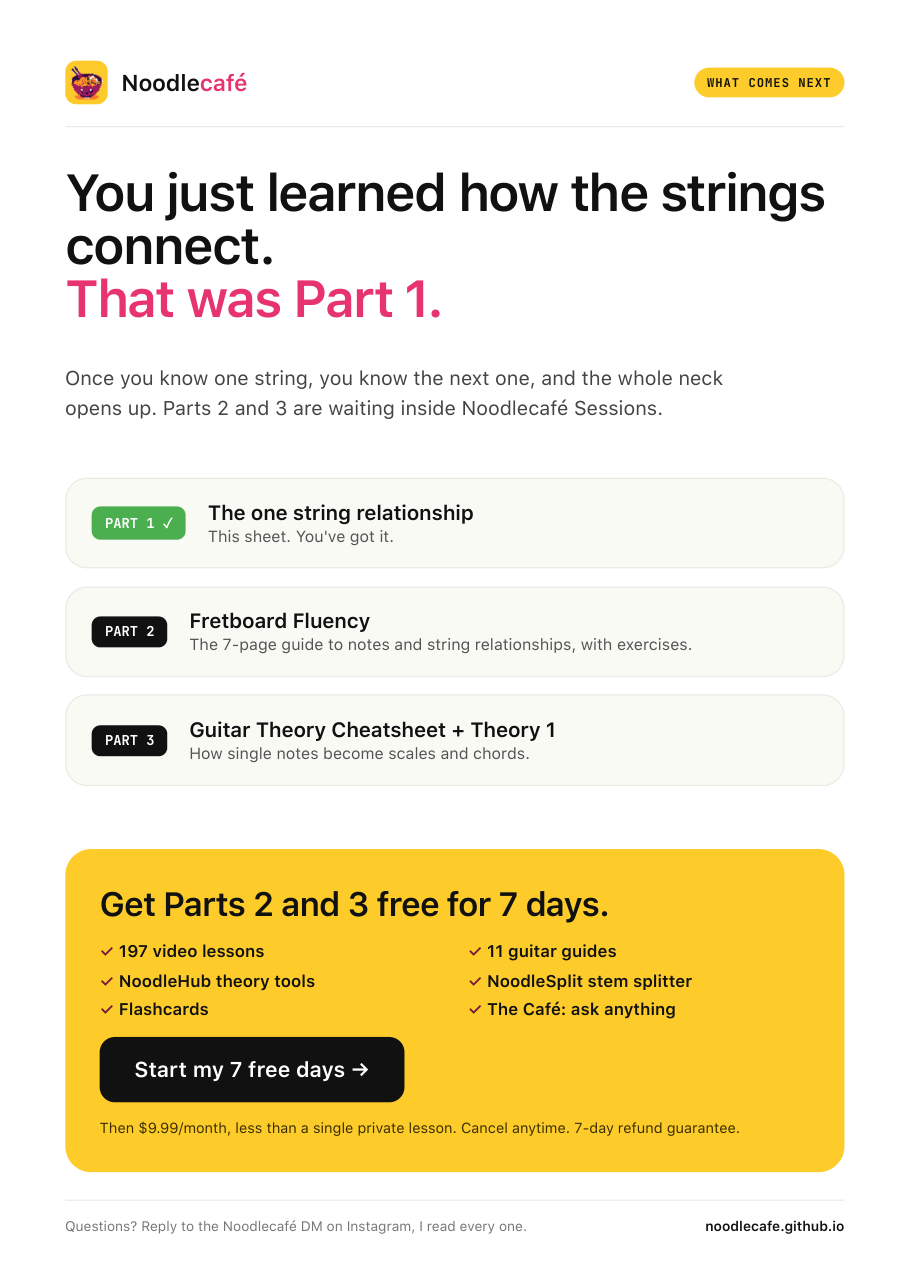 Noodlecafé
WHAT COMES NEXT
You just learned how the strings
connect.
That was Part 1.
Once you know one string, you know the next one, and the whole neck
opens up. Parts 2 and 3 are waiting inside Noodlecafé Sessions.
PART 1 ✓
The one string relationship
This sheet. You've got it.
PART 2
Fretboard Fluency
The 7-page guide to notes and string relationships, with exercises.
PART 3
Guitar Theory Cheatsheet + Theory 1
How single notes become scales and chords.
Get Parts 2 and 3 free for 7 days.
✓ 197 video lessons
✓ 11 guitar guides
✓ NoodleHub theory tools
✓ NoodleSplit stem splitter
✓ Flashcards
✓ The Café: ask anything
Start my 7 free days →
Then $9.99/month, less than a single private lesson. Cancel anytime. 7-day refund guarantee.
Questions? Reply to the Noodlecafé DM on Instagram, I read every one.
noodlecafe.github.io